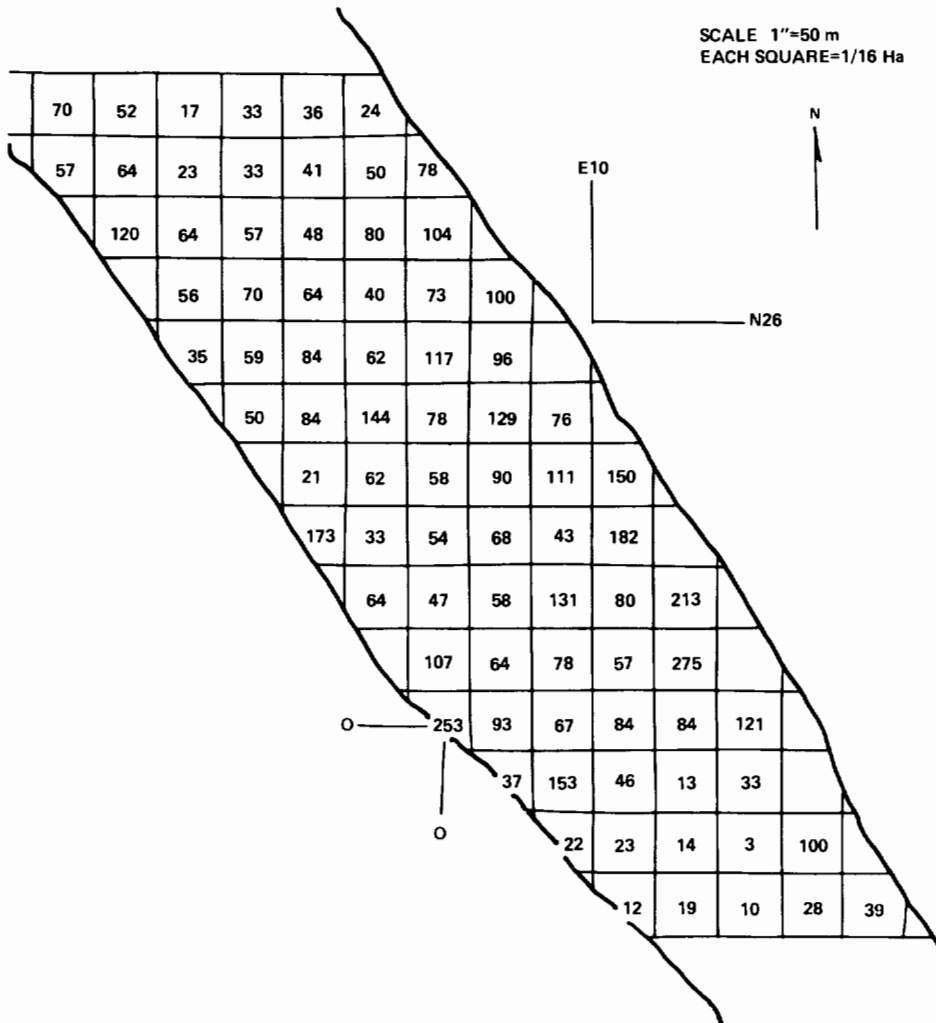 SCALE 1"=50 m
EACH SQUARE=1/16 Ha
70 52 17 33 36 24
N
57 64 23 33 41 50 78
E10
120 64 57 48 80 104
56 70 64 40 73 100
N26
35 59 84 62 117 96
50 84 144 78 129 76
21 62 58 90 111 150
173 33 54 68 43 182
64 47 58 131 80 213
107 64 78 57 275
O 253 93 67 84 84 121
37 153 46 13 33
O
22 23 14 3 100
12 19 10 28 39